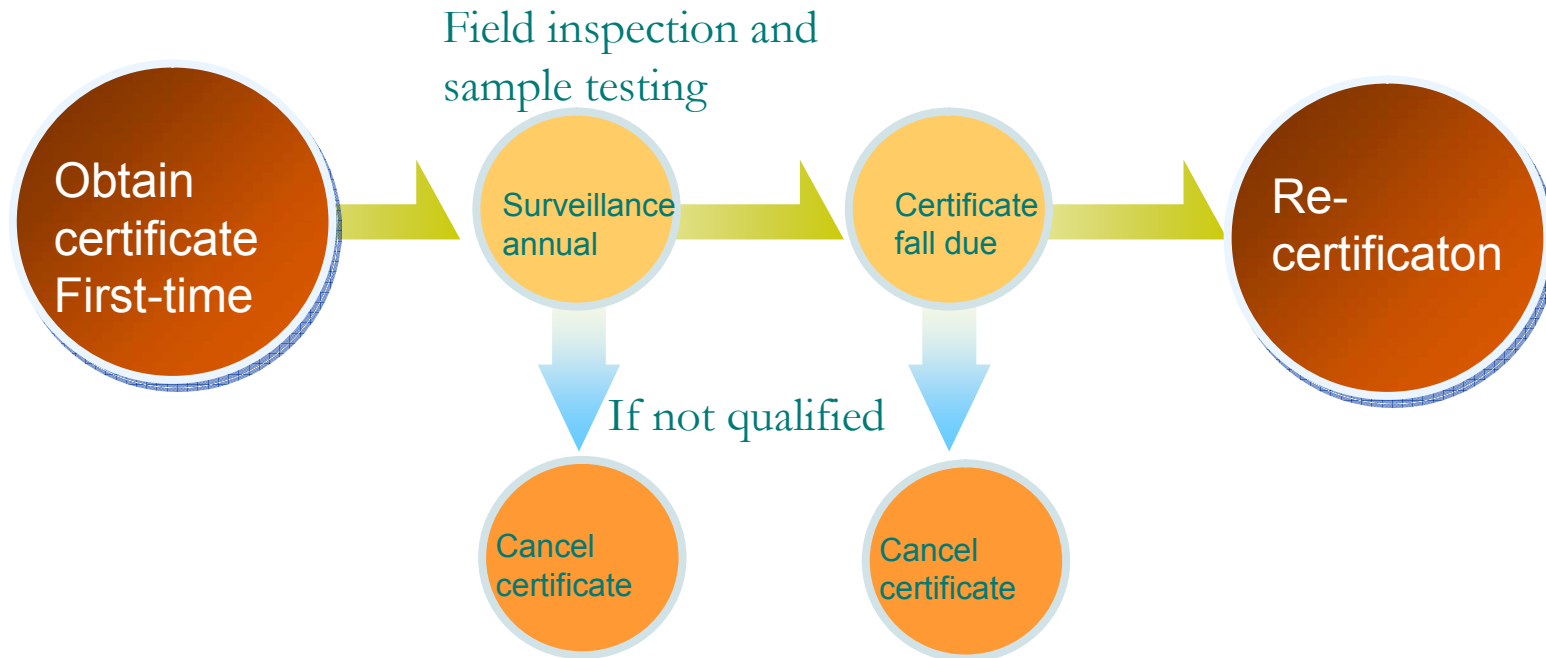 Field inspection and
sample testing
Obtain
certificate
First-time
Surveillance
annual
Certificate
fall due
Re-
certificaton
If not qualified
Cancel
certificate
Cancel
certificate